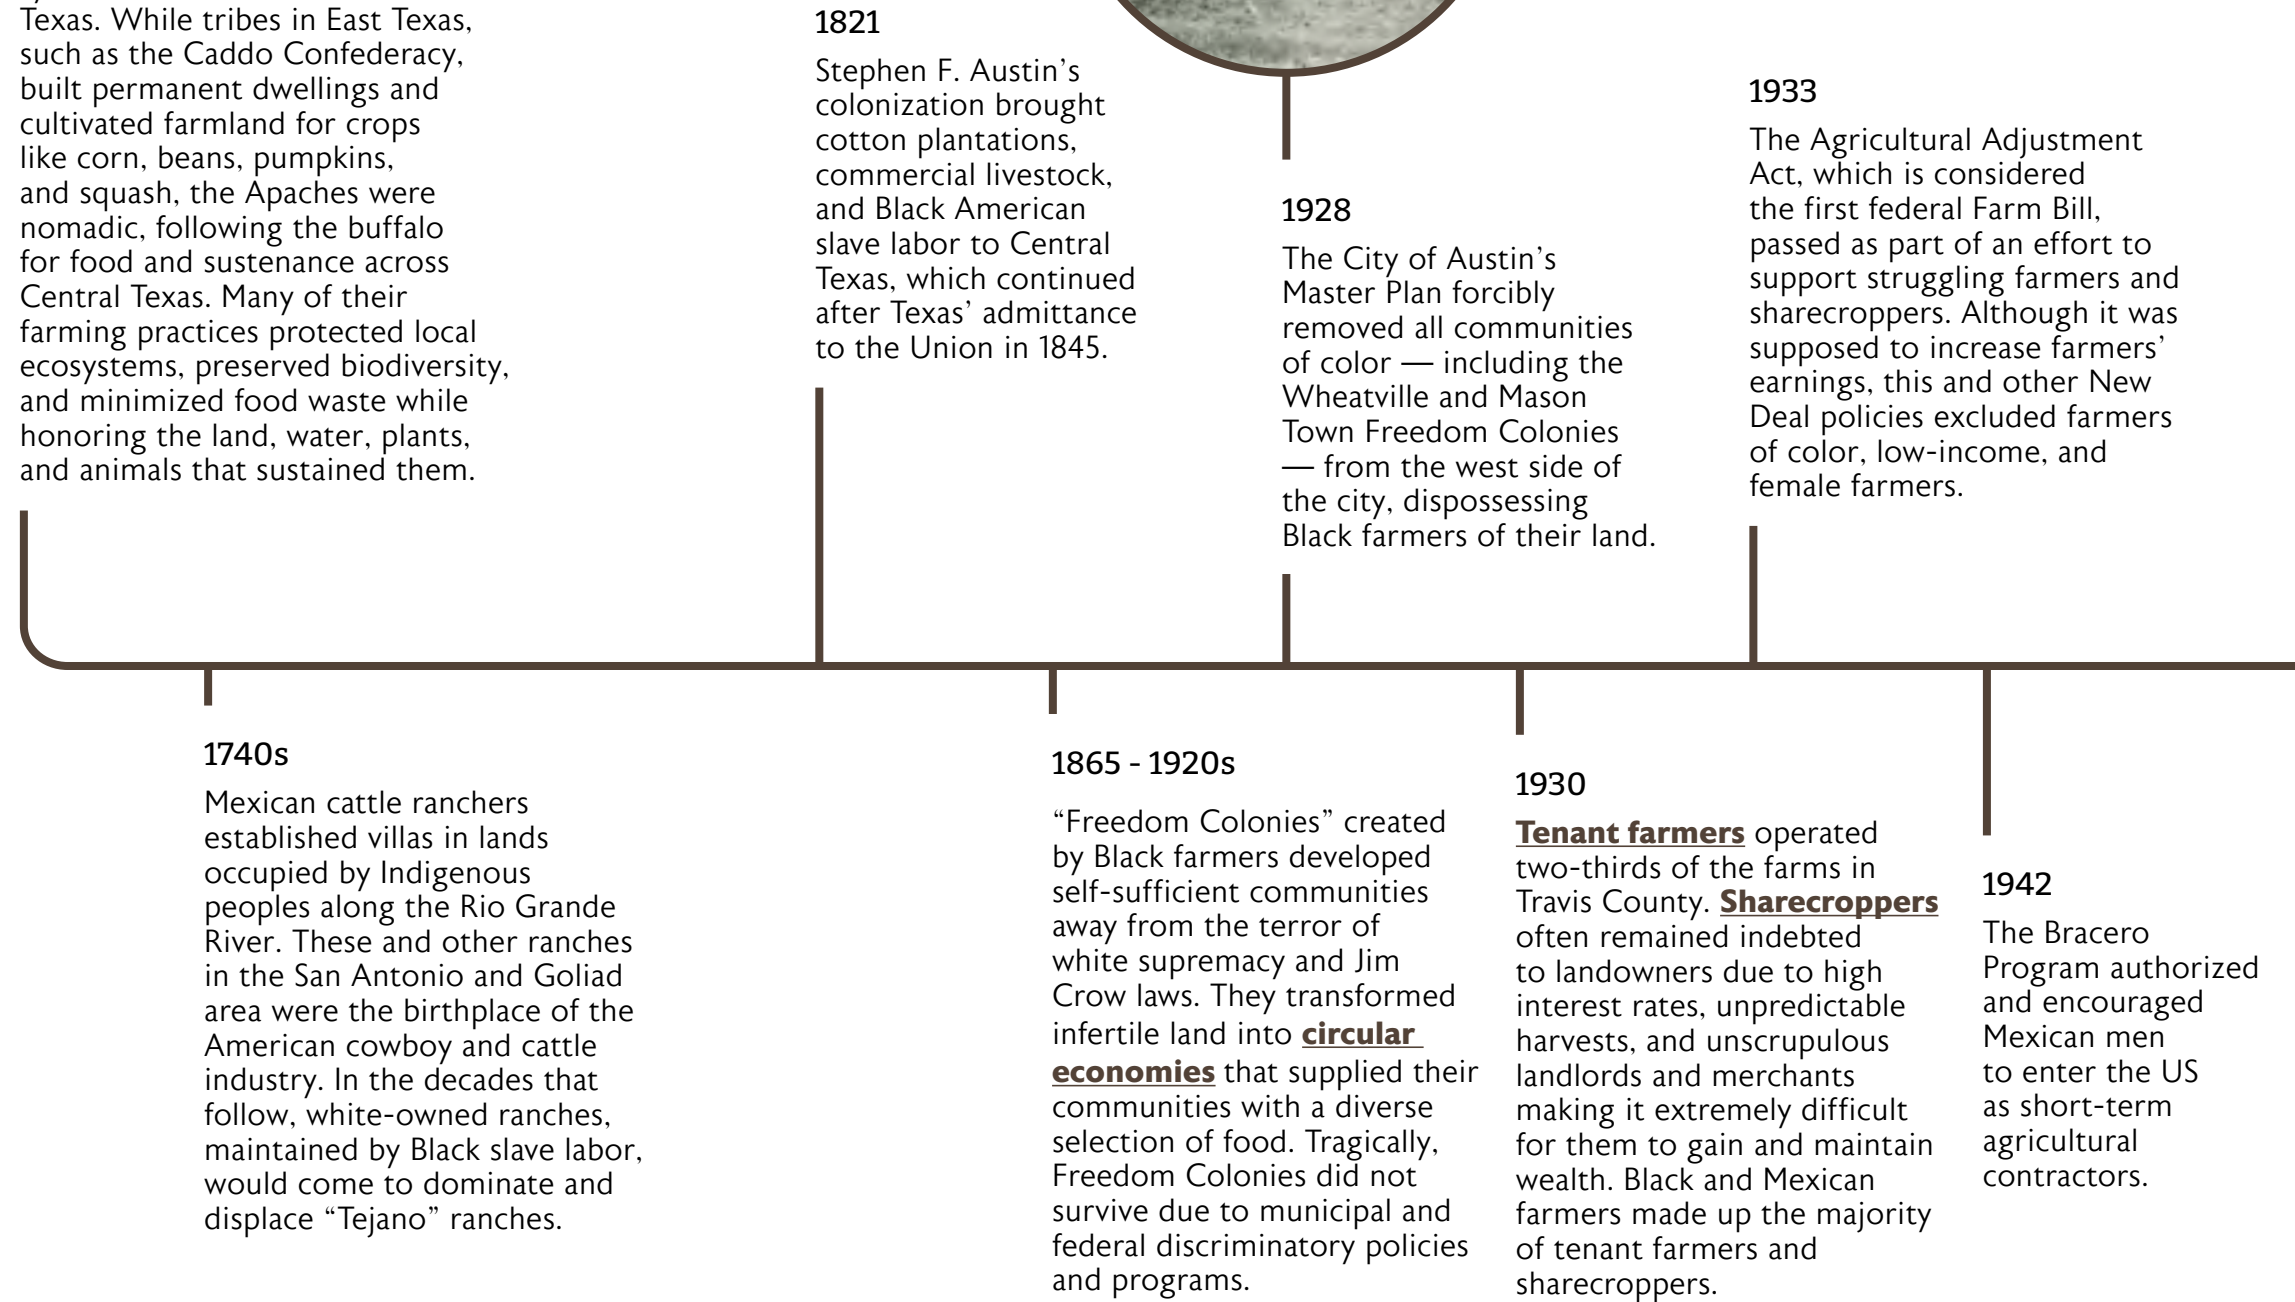 Texas. While tribes in East Texas,
such as the Caddo Confederacy,
built permanent dwellings and
cultivated farmland for crops
like corn, beans, pumpkins,
and squash, the Apaches were
nomadic, following the buffalo
for food and sustenance across
Central Texas. Many of their
farming practices protected local
ecosystems, preserved biodiversity,
and minimized food waste while
honoring the land, water, plants,
and animals that sustained them.
1740s
Mexican cattle ranchers
established villas in lands
occupied by Indigenous
peoples along the Rio Grande
River. These and other ranches
in the San Antonio and Goliad
area were the birthplace of the
American cowboy and cattle
industry. In the decades that
follow, white-owned ranches,
maintained by Black slave labor,
would come to dominate and
displace “Tejano” ranches.
1821
Stephen F. Austin’s
colonization brought
cotton plantations,
commercial livestock,
and Black American
slave labor to Central
Texas, which continued
after Texas’ admittance
to the Union in 1845.
1865 - 1920s
“Freedom Colonies” created
by Black farmers developed
self-sufficient communities
away from the terror of
white supremacy and Jim
Crow laws. They transformed
infertile land into circular
economies that supplied their
communities with a diverse
selection of food. Tragically,
Freedom Colonies did not
survive due to municipal and
federal discriminatory policies
and programs.
1928
The City of Austin’s
Master Plan forcibly
removed all communities
of color — including the
Wheatville and Mason
Town Freedom Colonies
— from the west side of
the city, dispossessing
Black farmers of their land.
1930
Tenant farmers operated
two-thirds of the farms in
Travis County. Sharecroppers
often remained indebted
to landowners due to high
interest rates, unpredictable
harvests, and unscrupulous
landlords and merchants
making it extremely difficult
for them to gain and maintain
wealth. Black and Mexican
farmers made up the majority
of tenant farmers and
sharecroppers.
1933
The Agricultural Adjustment
Act, which is considered
the first federal Farm Bill,
passed as part of an effort to
support struggling farmers and
sharecroppers. Although it was
supposed to increase farmers’
earnings, this and other New
Deal policies excluded farmers
of color, low-income, and
female farmers.
1942
The Bracero
Program authorized
and encouraged
Mexican men
to enter the US
as short-term
agricultural
contractors.